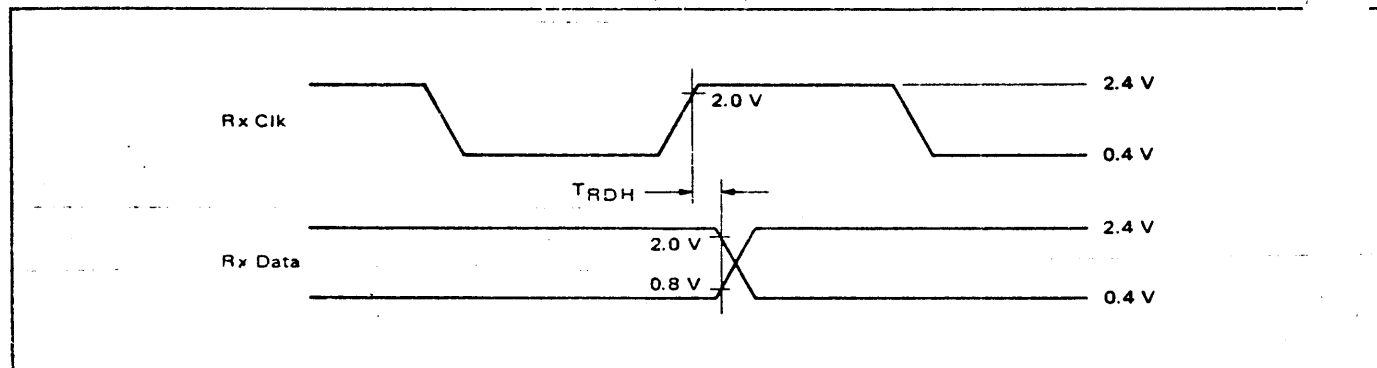 2.4 V
Rx Clk
2.0 V
0.4 V
TRDH
2.4 V
2.0 V
Rx Data
0.8 V
0.4 V